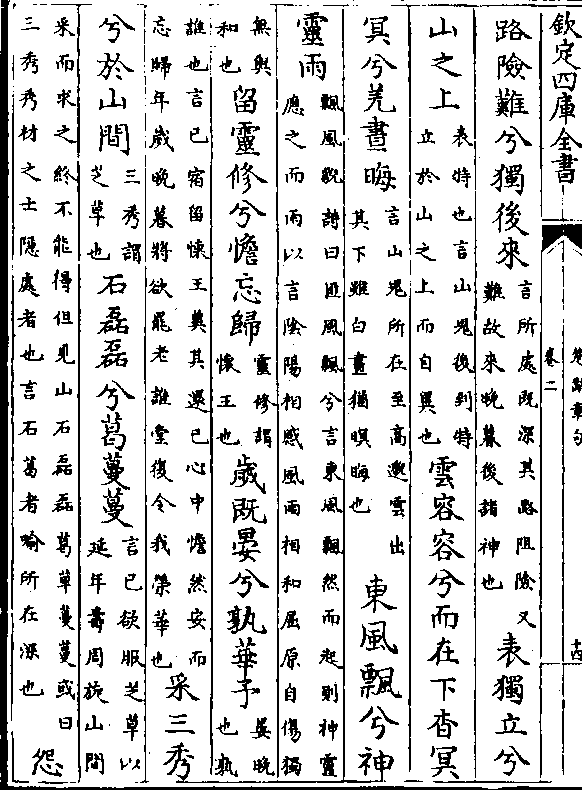 欽定四庫全書
楚辭章句
卷二
十四
路險難兮獨後來言所處既深其路阻險又難故來晚暮後諸神也表獨立兮
山之上表特也言山鬼後到特立於山之上而自異也雲容容兮而在下杳冥
冥兮羌晝晦言山鬼所在至高邈雲出其下雖白晝猶暝晦也東風飄兮神
靈雨飄風貌詩曰匪風飄兮言東風飄然而起則神靈應之而雨以言陰陽相感風雨相和屈原自傷獨
無與和也留靈修兮憺忘歸靈修謂懷王也歲既晏兮孰華予晏晚也孰
誰也言已宿留懷王冀其還已心中憺然安而忘歸年歲晚暮將欲罷老誰當復令我榮華也采三秀
兮於山間三秀謂芝草也石磊磊兮葛蔓蔓言已欲服芝草以延年壽周旋山間
采而求之終不能得但見山石磊磊葛草蔓蔓或曰三秀秀材之士隱處者也言石葛者喻所在深也怨